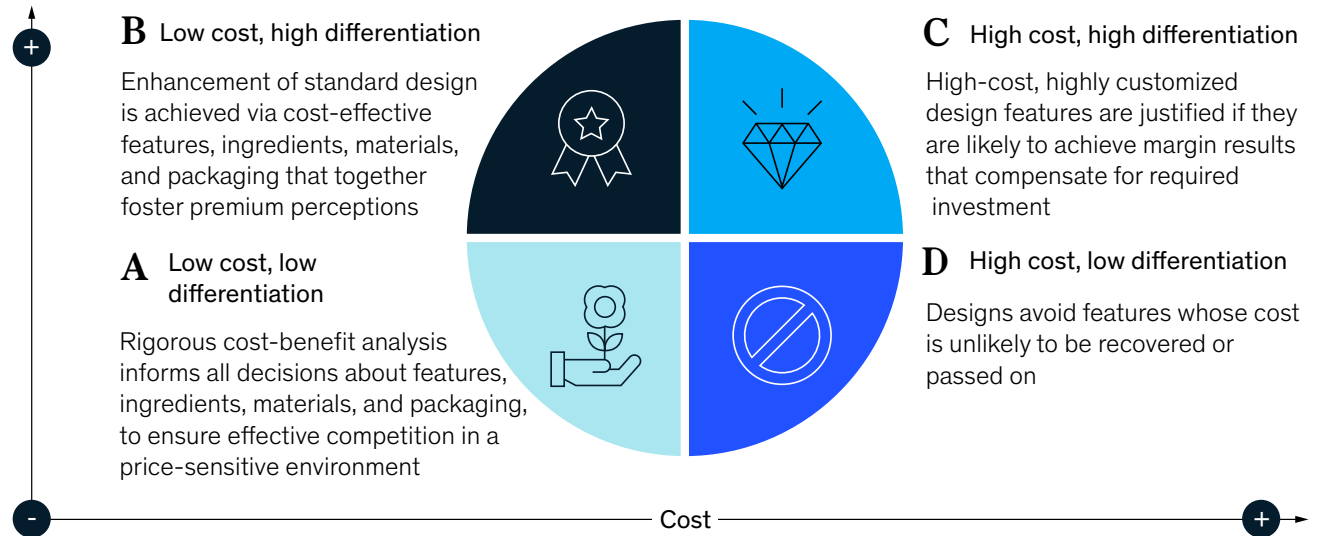 +
B Low cost, high differentiation
Enhancement of standard design
is achieved via cost-effective
features, ingredients, materials,
and packaging that together
foster premium perceptions
C High cost, high differentiation
High-cost, highly customized
design features are justified if they
are likely to achieve margin results
that compensate for required
investment
A Low cost, low
differentiation
Rigorous cost-benefit analysis
informs all decisions about features,
ingredients, materials, and packaging,
to ensure effective competition in a
price-sensitive environment
D High cost, low differentiation
Designs avoid features whose cost
is unlikely to be recovered or
passed on
-
Cost
+